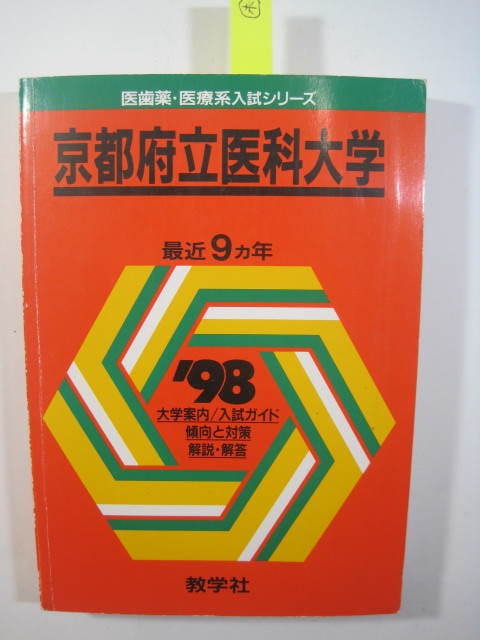 医歯薬・医療系入試シリーズ
京都府立医科大学
最近9カ年
'98
大学案内/入試ガイド
傾向と対策
解説・解答
教学社